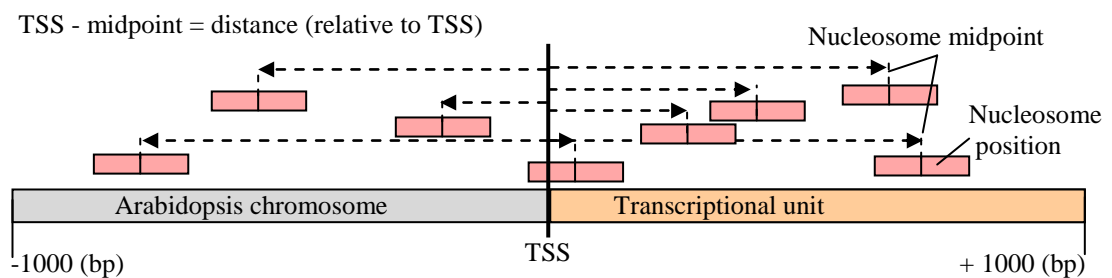 TSS - midpoint = distance (relative to TSS)
Nucleosome midpoint
Nucleosome
position
Arabidopsis chromosome
Transcriptional unit
-1000 (bp)
TSS
+ 1000 (bp)